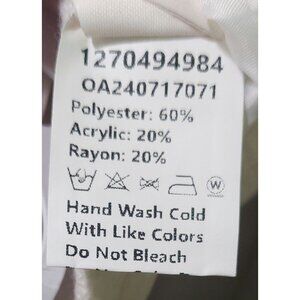 1270494984
OA240717071
Polyester: 60%
Acrylic: 20%
Rayon: 20%
W
Hand Wash Cold
With Like Colors
Do Not Bleach